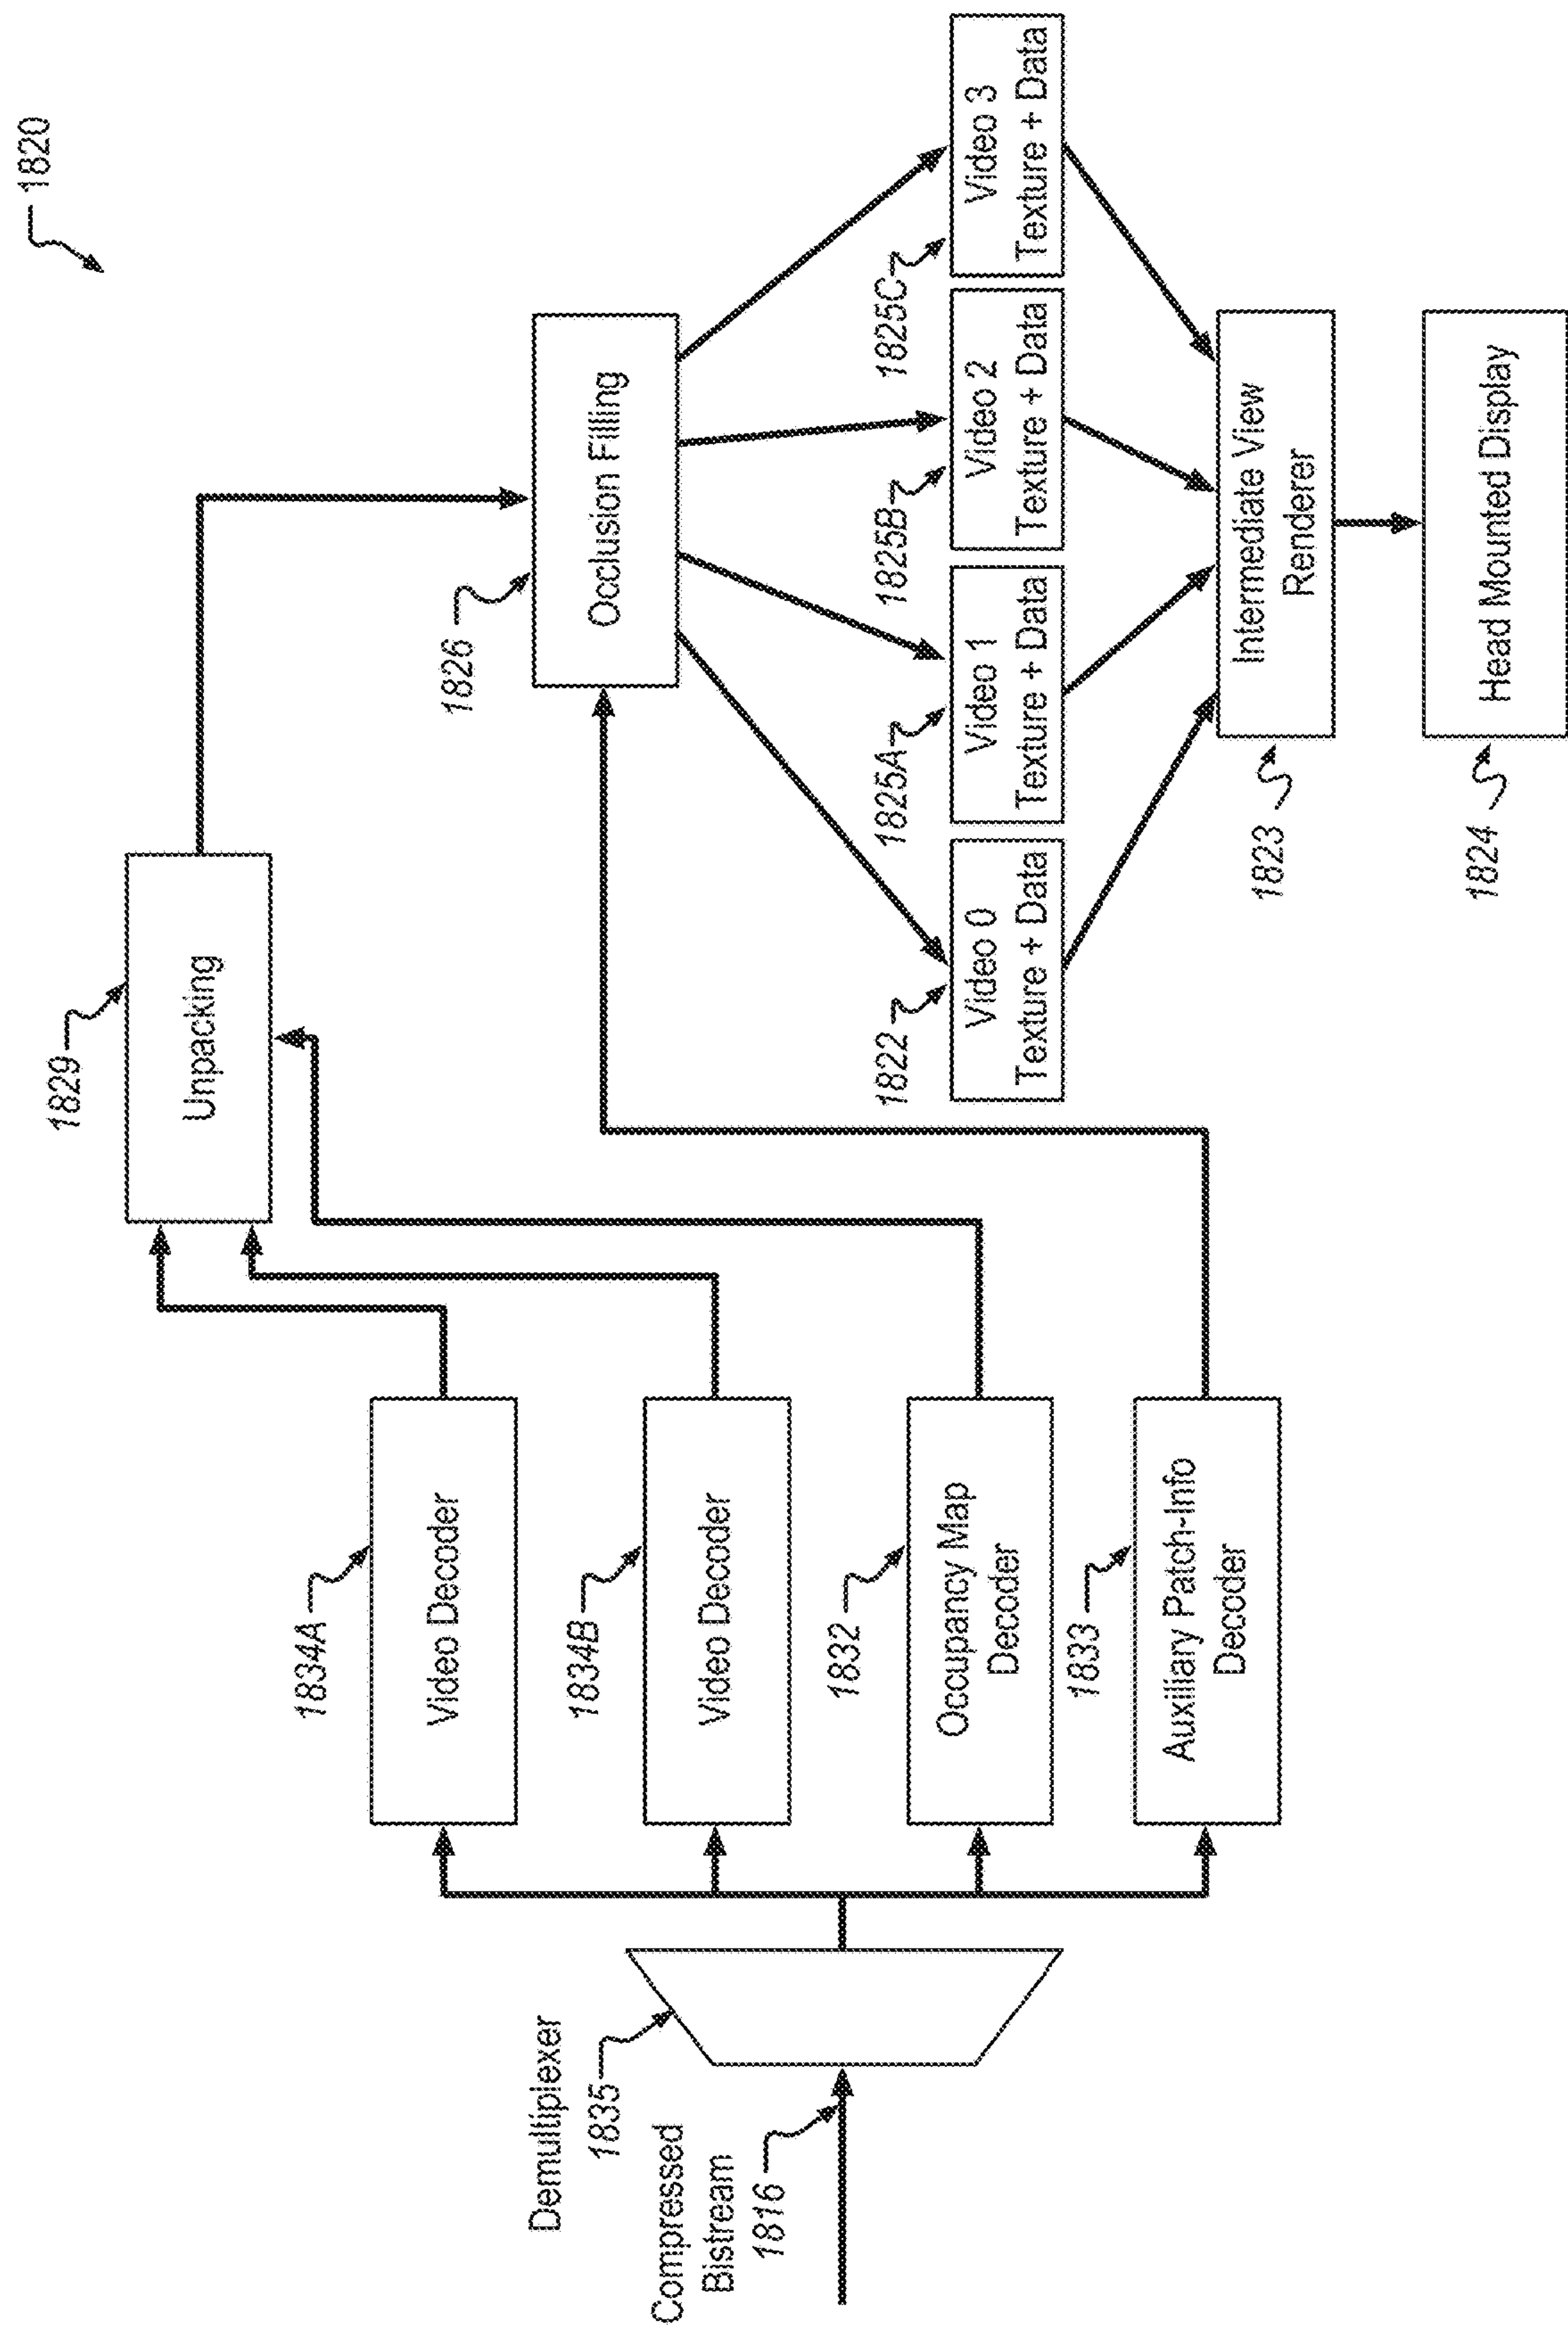 1820
1829
Unpacking
1834A
Video Decoder
1834B
Video Decoder
1832
Occupancy Map
Decoder
1833
Auxiliary Patch-Info
Decoder
Demultiplexer
1835
Compressed
Bistream
1816
1826
Occlusion Filling
1822
Video 0
Texture + Data
1825A
Video 1
Texture + Data
1825B
Video 2
Texture + Data
1825C
Video 3
Texture + Data
1823
Intermediate View
Renderer
1824
Head Mounted Display